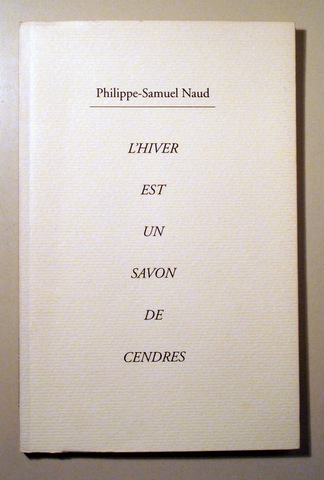 Philippe-Samuel Naud
L'HIVER
EST
UN
SAVON
DE
CENDRES